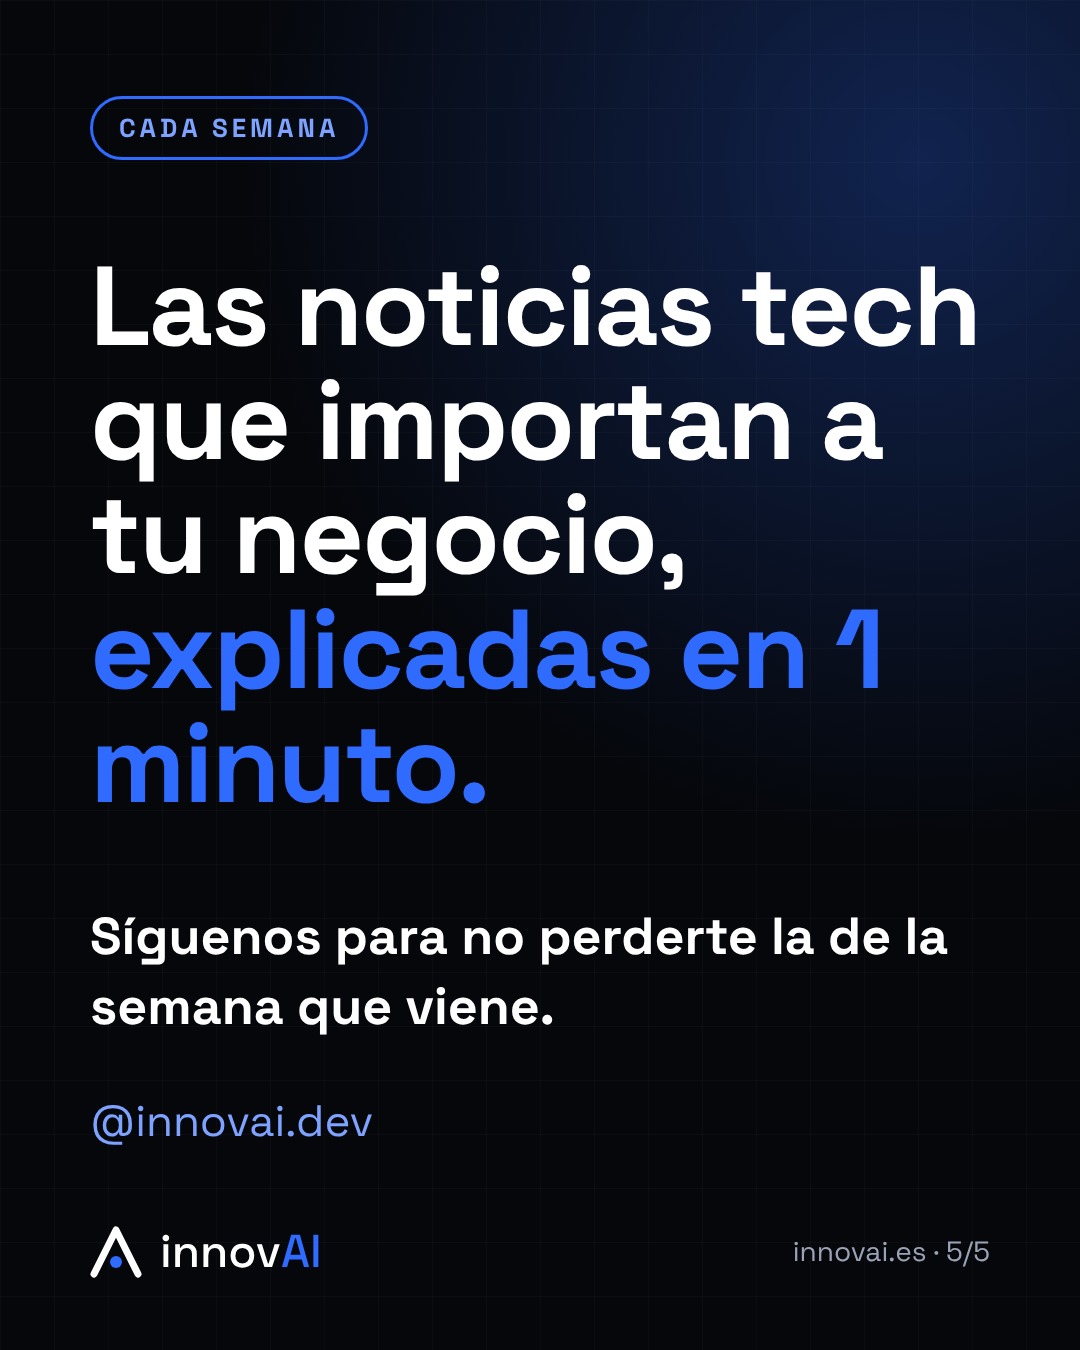 CADA SEMANA
Las noticias tech
que importan a
tu negocio,
explicadas en 1
minuto.
Síguenos para no perderte la de la
semana que viene.
@innovai.dev
innovAI
innovai.es · 5/5